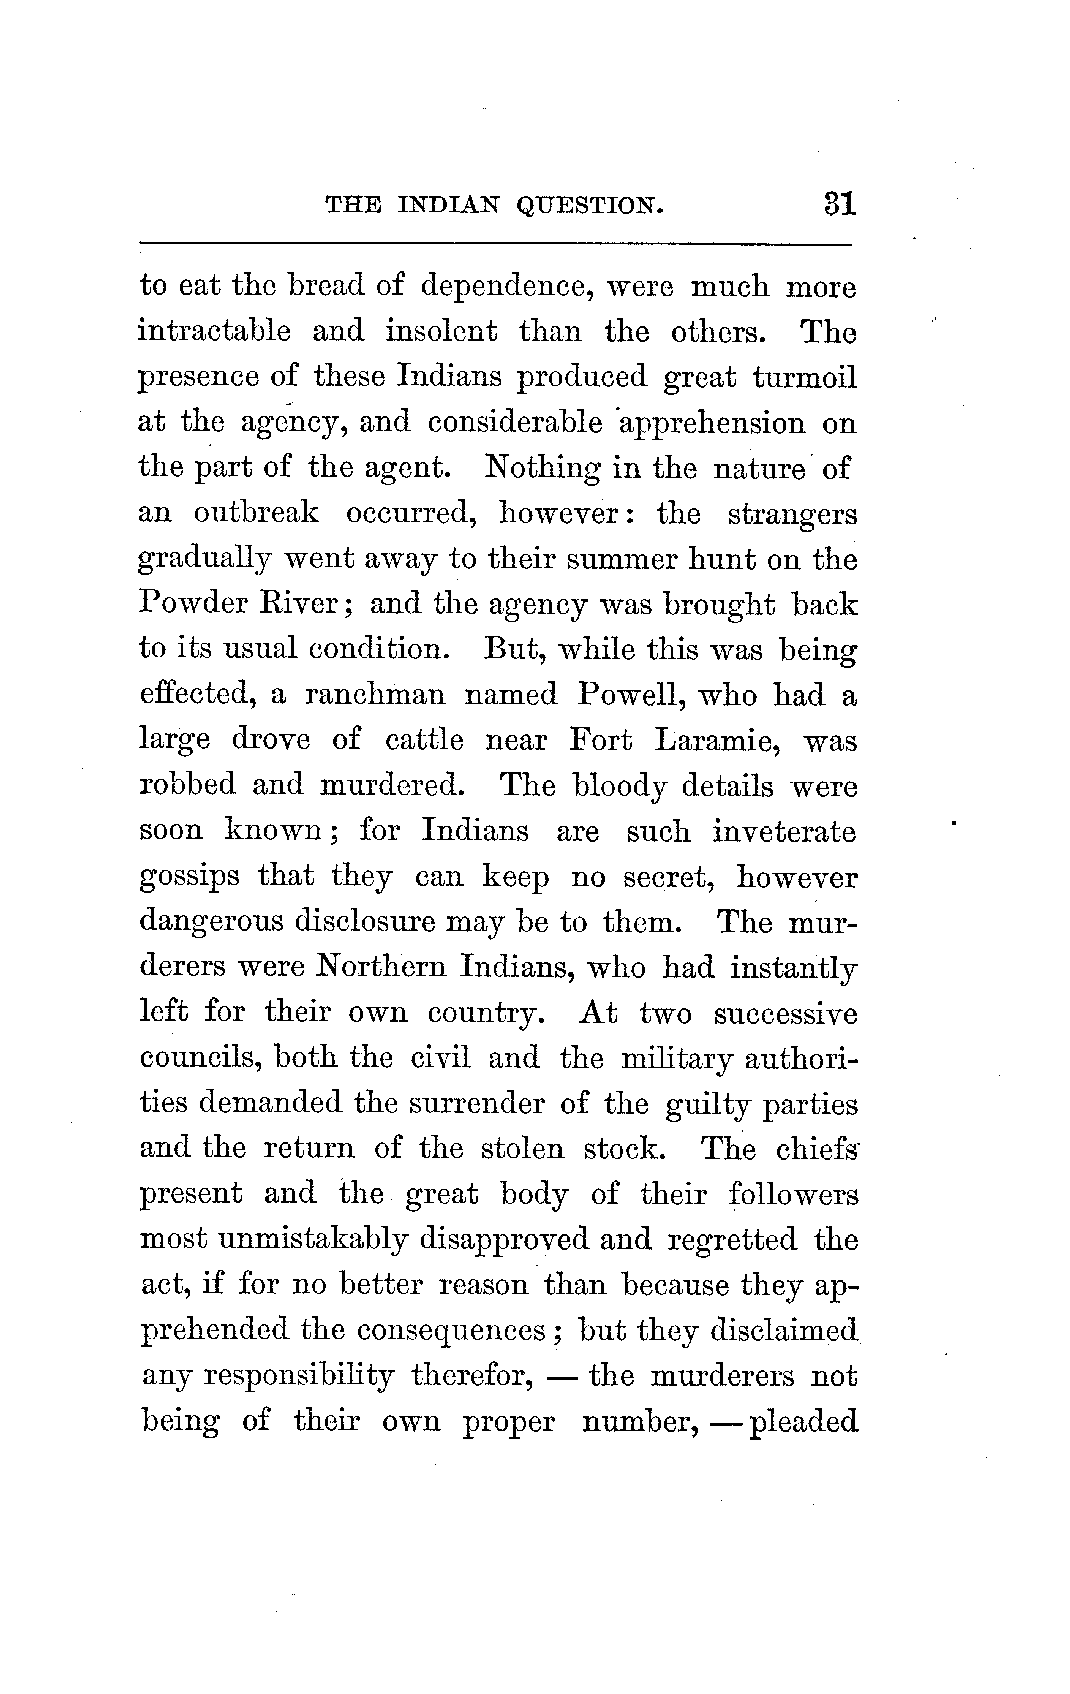 THE INDIAN QUESTION. 31
to eat the bread of dependence, were much more
intractable and insolent than the others. The
presence of these Indians produced great turmoil
at the agency, and considerable apprehension on
the part of the agent. Nothing in the nature of
an outbreak occurred, however: the strangers
gradually went away to their summer hunt on the
Powder River; and the agency was brought back
to its usual condition. But, while this was being
effected, a ranchman named Powell, who had a
large drove of cattle near Fort Laramie, was
robbed and murdered. The bloody details were
soon known; for Indians are such inveterate
gossips that they can keep no secret, however
dangerous disclosure may be to them. The mur-
derers were Northern Indians, who had instantly
left for their own country. At two successive
councils, both the civil and the military authori-
ties demanded the surrender of the guilty parties
and the return of the stolen stock. The chiefs
present and the great body of their followers
most unmistakably disapproved and regretted the
act, if for no better reason than because they ap-
prehended the consequences; but they disclaimed
any responsibility therefor, — the murderers not
being of their own proper number, — pleaded